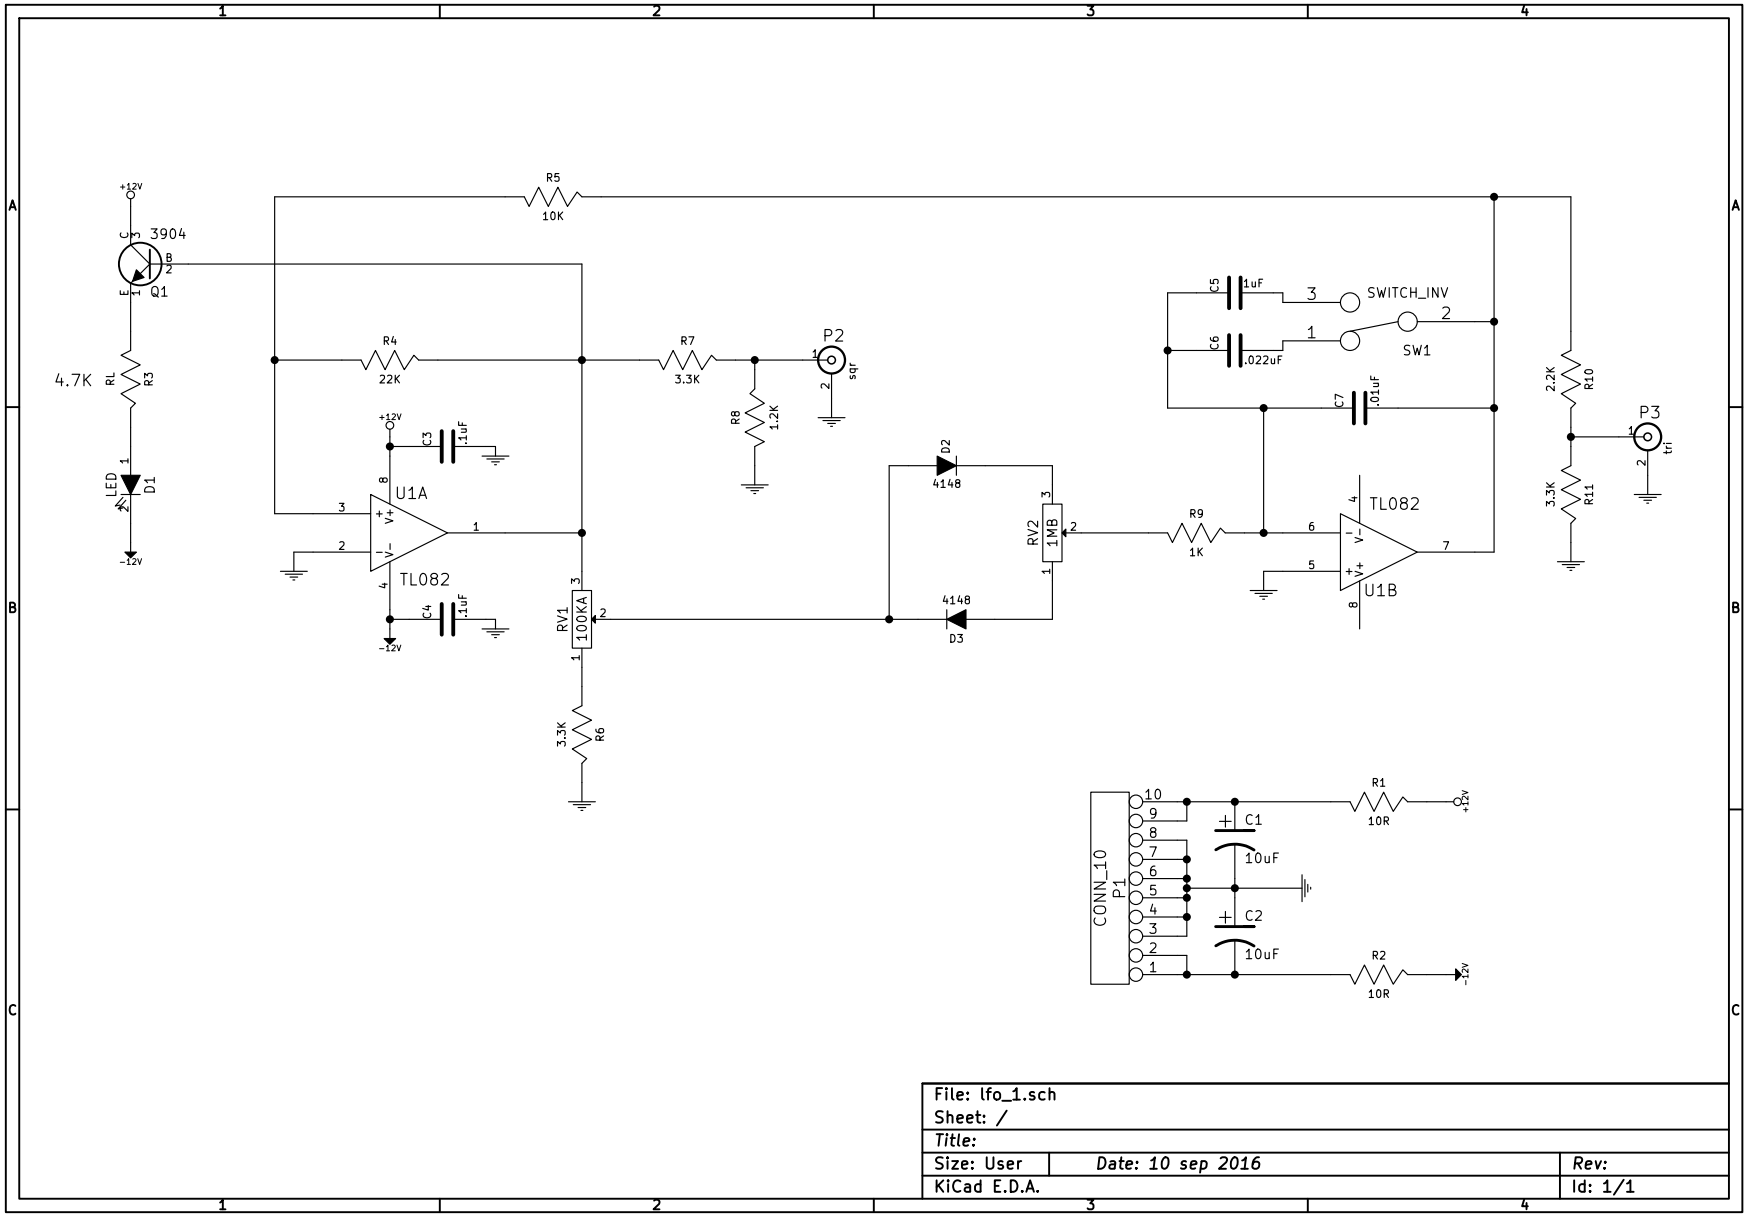 1 2 3 4
A A
B B
C C
+12V
C 3
3904
B
2
E 1
Q1
4.7K RL R3
1
LED D1
2
-12V
R5
10K
R4
22K
+12V
C3 .1uF
8
U1A
3 + V+
1
2 - V-
4
TL082
C4 .1uF
-12V
R7
3.3K
R8 1.2K
P2
1
2
sqr
3
RV1 100KA 2
1
3.3K R6
D2
4148
4148
D3
3
RV2 1MB 2
1
R9
1K
C5 1uF
3 SWITCH_INV
2
1
C6 .022uF
SW1
C7 .01uF
4
TL082
6 - V-
7
5 + V+
U1B
8
2.2K R10
3.3K R11
P3
1
2
tri
CONN_10
P1
10
9
8
7
6
5
4
3
2
1
+ C1
10uF
+ C2
10uF
R1
10R
+12V
R2
10R
-12V
File: lfo_1.sch
Sheet: /
Title:
Size: User Date: 10 sep 2016 Rev:
KiCad E.D.A. Id: 1/1
1 2 3 4